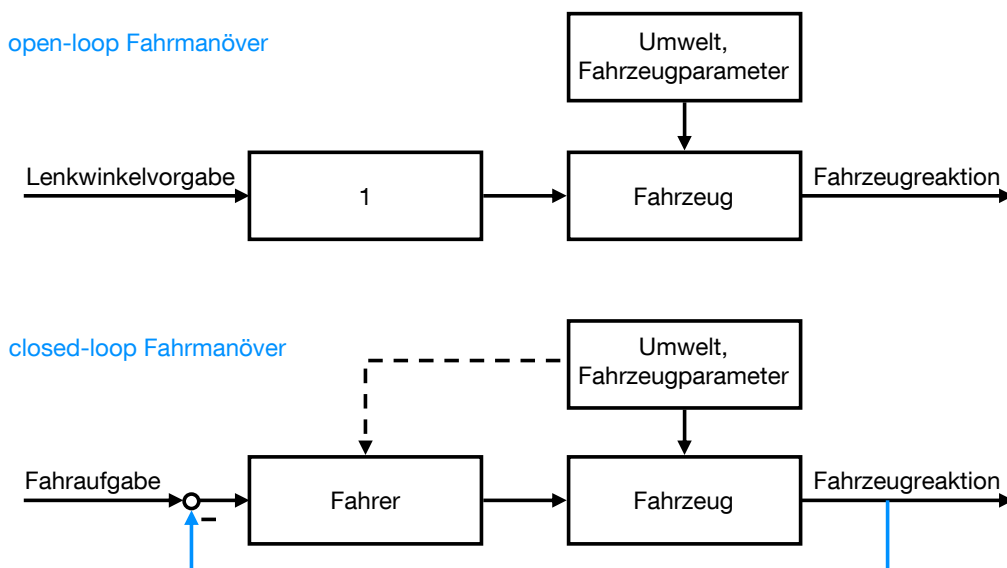 open-loop Fahrmanöver
Umwelt,
Fahrzeugparameter
Lenkwinkelvorgabe
1
Fahrzeug
Fahrzeugreaktion
closed-loop Fahrmanöver
Umwelt,
Fahrzeugparameter
Fahraufgabe
–
Fahrer
Fahrzeug
Fahrzeugreaktion